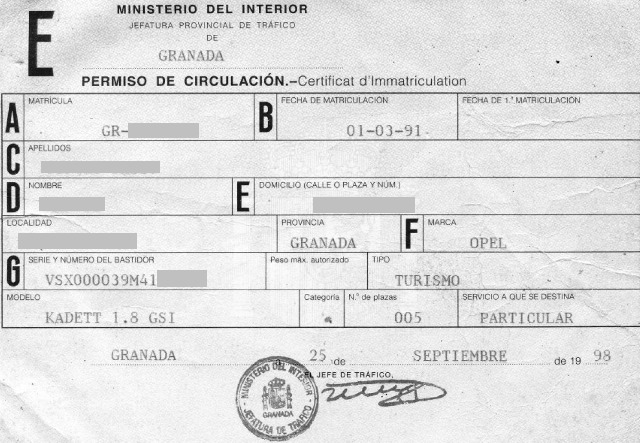 MINISTERIO DEL INTERIOR
JEFATURA PROVINCIAL DE TRÁFICO
DE
E
GRANADA
PERMISO DE CIRCULACIÓN.–Certificat d'Immatriculation
A MATRÍCULA
GR-
B FECHA DE MATRICULACIÓN
01-03-91
FECHA DE 1.ª MATRICULACIÓN
C APELLIDOS
D NOMBRE
E DOMICILIO (CALLE O PLAZA Y NÚM.)
LOCALIDAD
PROVINCIA
GRANADA
F MARCA
OPEL
G SERIE Y NÚMERO DEL BASTIDOR
VSX000039M41
Peso máx. autorizado
TIPO
TURISMO
MODELO
KADETT 1.8 GSI
Categoría
N.º de plazas
005
SERVICIO A QUE SE DESTINA
PARTICULAR
GRANADA 25 de SEPTIEMBRE de 19 98
EL JEFE DE TRÁFICO,
MINISTERIO DEL INTERIOR
GRANADA
JEFATURA DE TRÁFICO